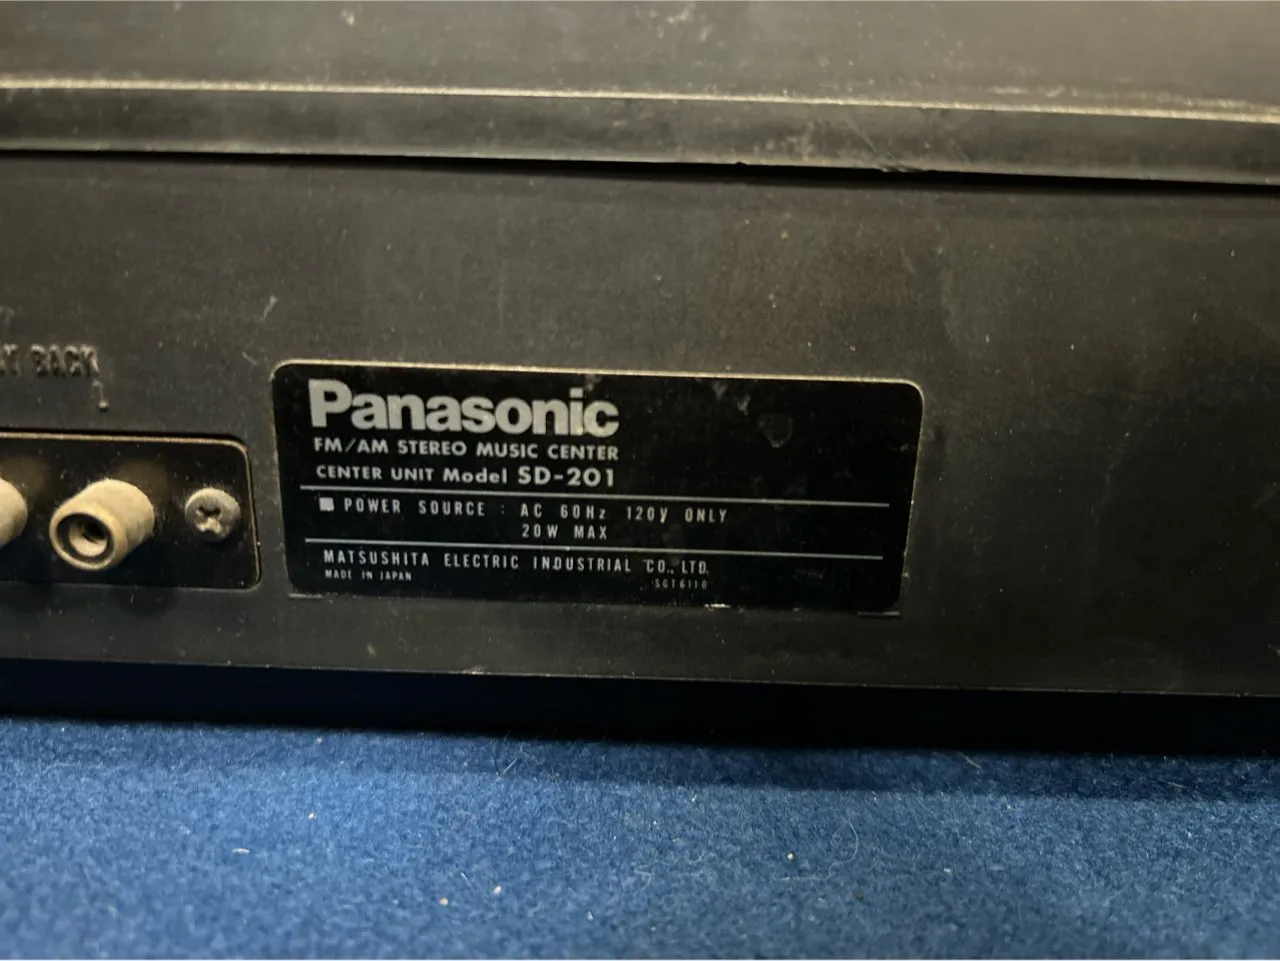 BACK
Panasonic
FM/AM STEREO MUSIC CENTER
CENTER UNIT Model SD-201
POWER SOURCE : AC 60Hz 120V ONLY
20W MAX
MATSUSHITA ELECTRIC INDUSTRIAL CO., LTD.
MADE IN JAPAN